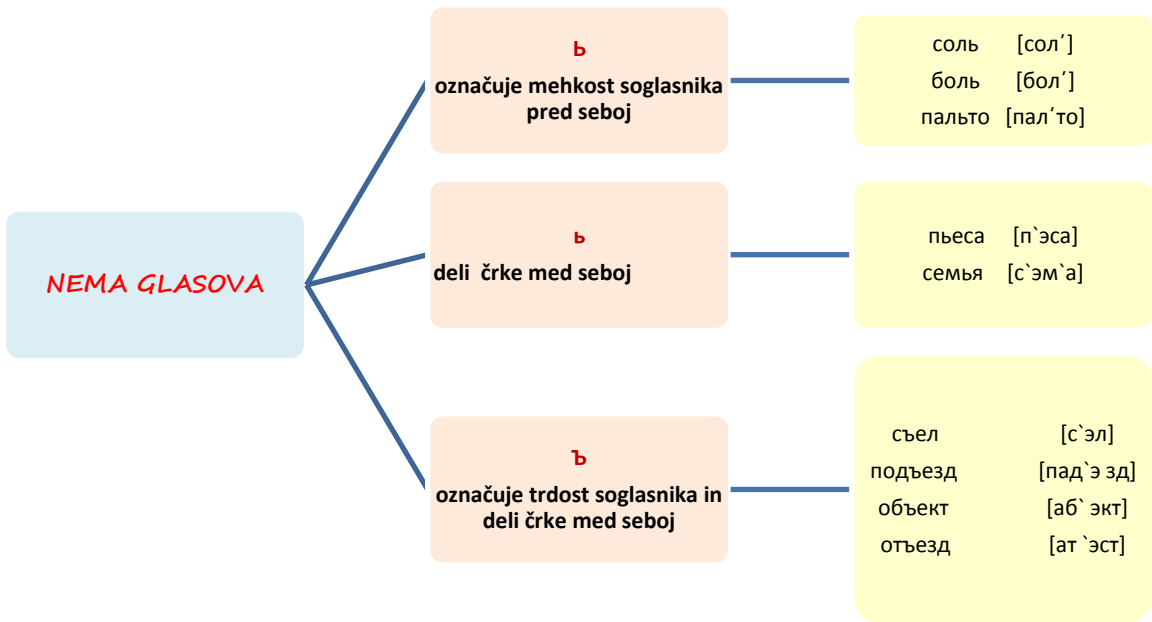 NEMA GLASOVA
Ь
označuje mehkost soglasnika
pred seboj
соль [сол΄]
боль [бол΄]
пальто [пал΄то]
ь
deli črke med seboj
пьеса [п`эса]
семья [с`эм`а]
Ъ
označuje trdost soglasnika in
deli črke med seboj
съел [с`эл]
подъезд [пад`э зд]
объект [аб` экт]
отъезд [ат `эст]